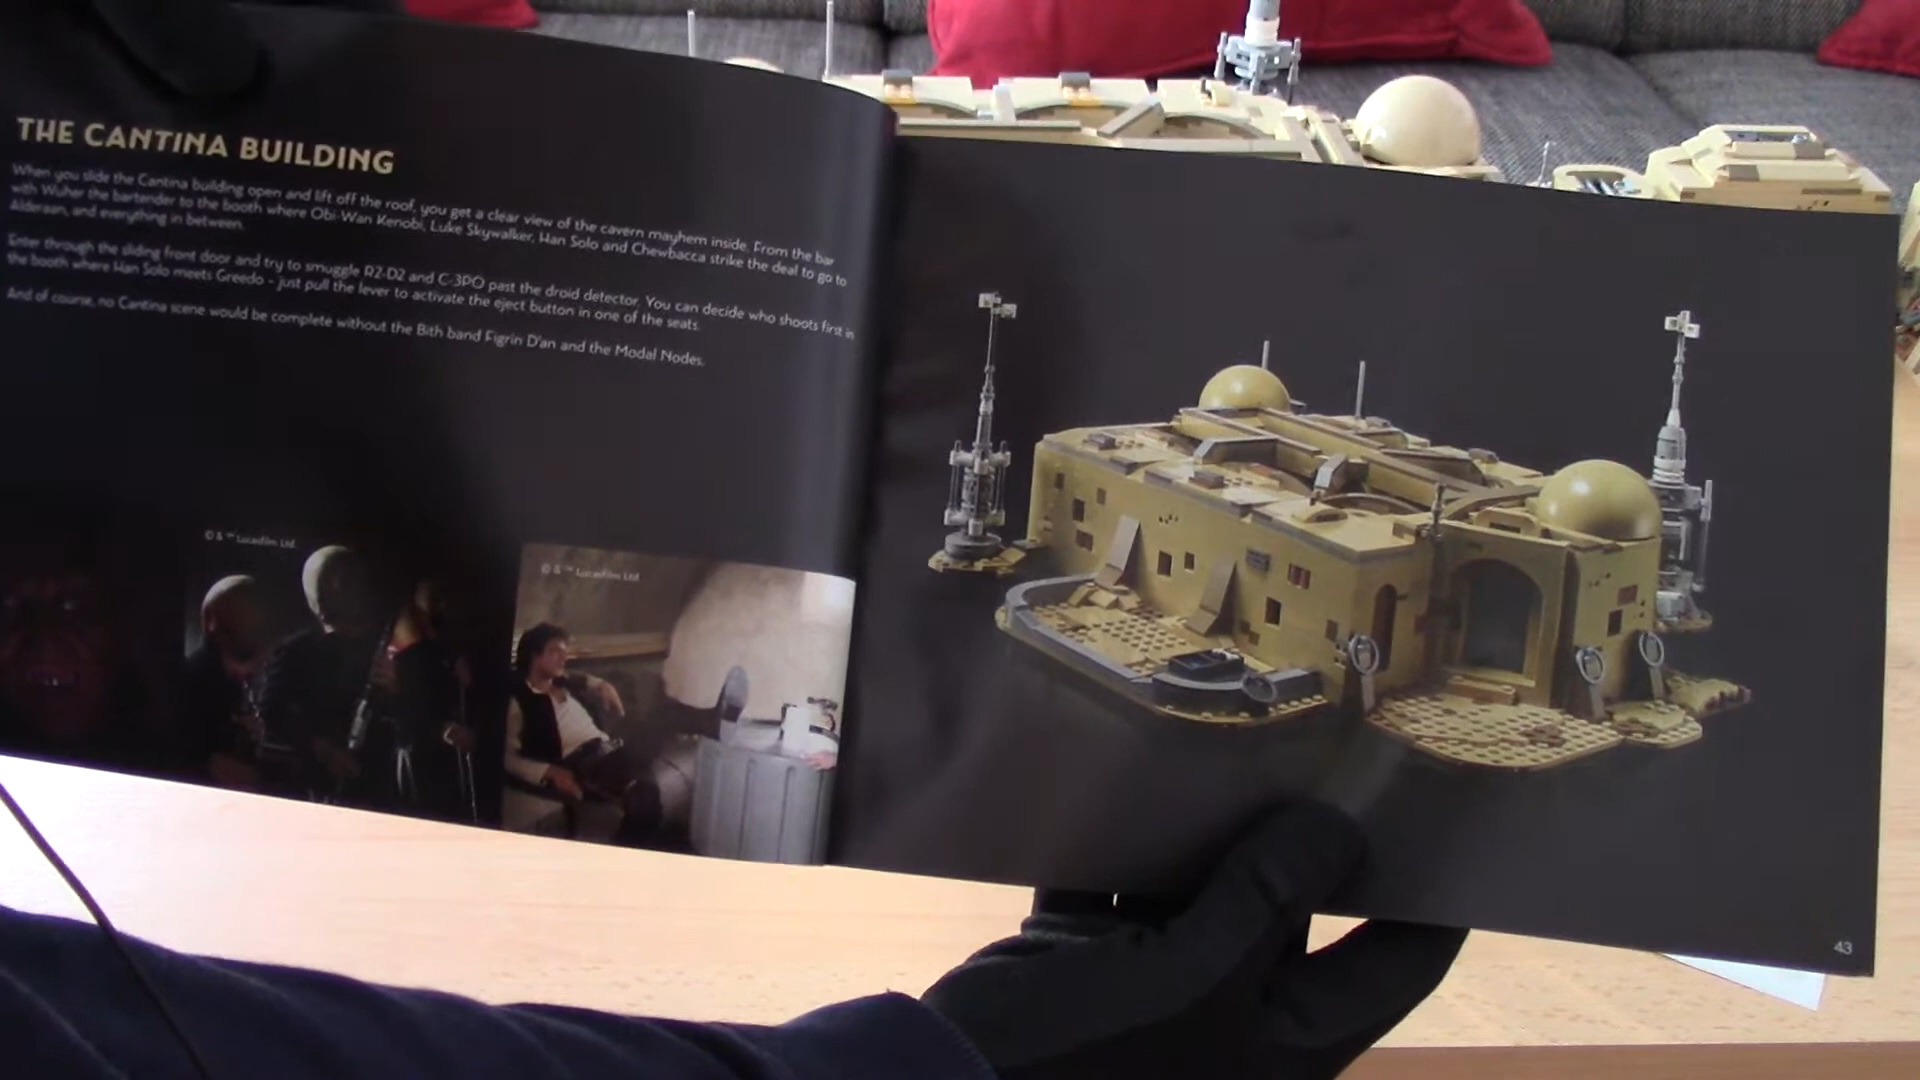 THE CANTINA BUILDING
When you slide the Cantina building open and lift off the roof, you get a clear view of the cavern mayhem inside. From the bar
with Wuher the bartender to the booth where Obi-Wan Kenobi, Luke Skywalker, Han Solo and Chewbacca strike the deal to go to
Alderaan, and everything in between.
Enter through the sliding front door and try to smuggle R2-D2 and C-3PO past the droid detector. You can decide who shoots first in
the booth where Han Solo meets Greedo – just pull the lever to activate the eject button in one of the seats.
And of course, no Cantina scene would be complete without the Bith band Figrin D'an and the Modal Nodes.
© & ™ Lucasfilm Ltd.
© & ™ Lucasfilm Ltd.
43